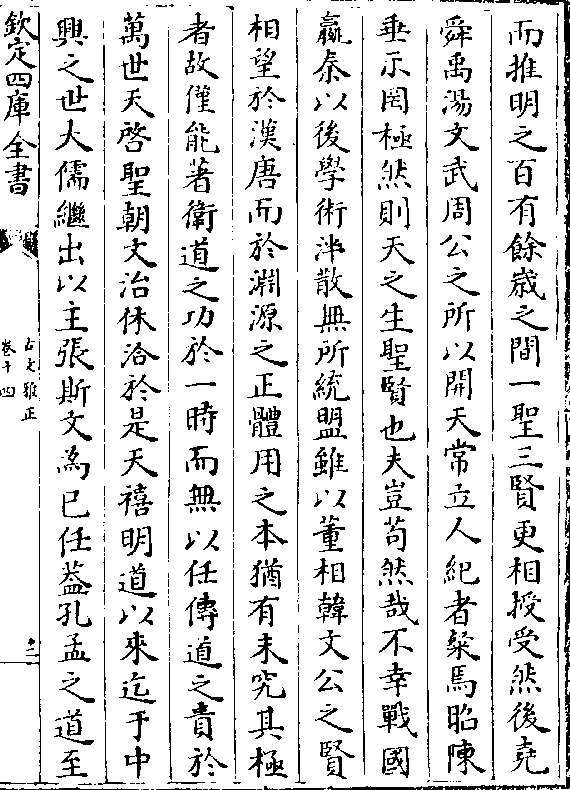 而推明之百有餘歲之間一聖三賢更相授受然後堯
舜禹湯文武周公之所以開天常立人紀者粲焉昭陳
垂示罔極然則天之生聖賢也夫豈苟然哉不幸戰國
嬴秦以後學術泮散無所統盟雖以董相韓文公之賢
相望於漢唐而於淵源之正體用之本猶有未究其極
者故僅能著衛道之功於一時而無以任傳道之責於
萬世天啓聖朝文治休洽於是天禧明道以來迄于中
興之世大儒繼出以主張斯文為已任葢孔孟之道至
欽定四庫全書
古文雅正
卷十四